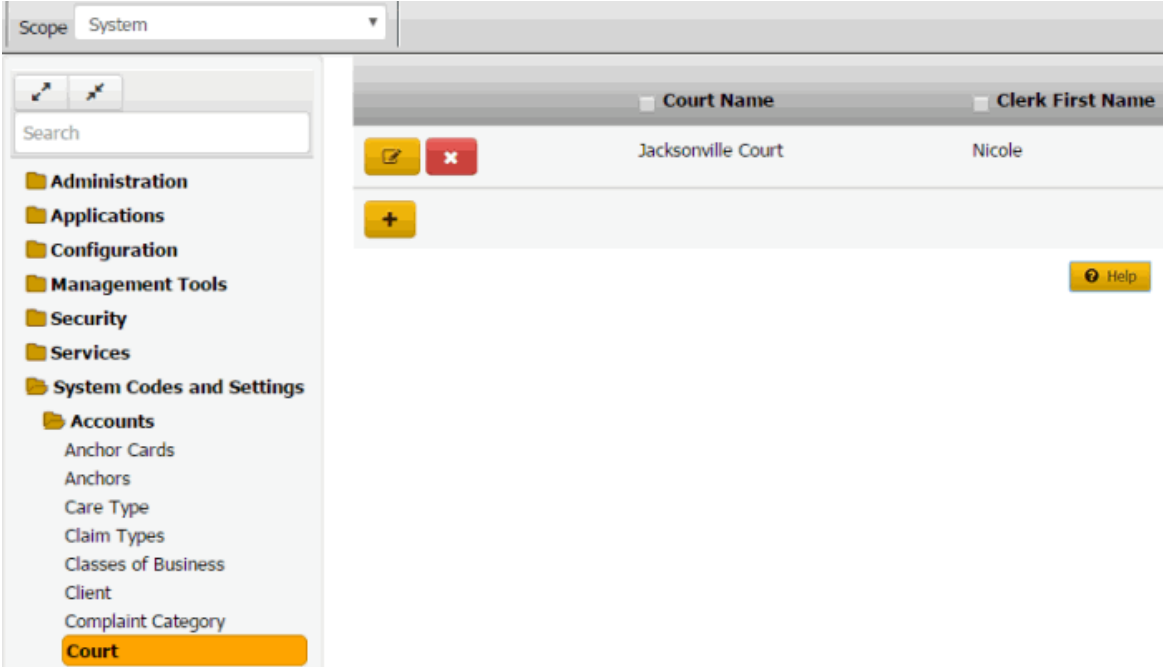 Scope System
Search
Administration
Applications
Configuration
Management Tools
Security
Services
System Codes and Settings
Accounts
Anchor Cards
Anchors
Care Type
Claim Types
Classes of Business
Client
Complaint Category
Court
Court Name Clerk First Name
Jacksonville Court Nicole
Help